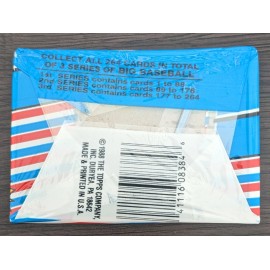 COLLECT ALL 264 CARDS IN TOTAL
OF 3 SERIES OF BIG BASEBALL
1st SERIES contains cards 1 to 88
2nd SERIES contains cards 89 to 176
3rd SERIES contains cards 177 to 264
© 1988 THE TOPPS COMPANY,
INC. DURYEA, PA 18642
MADE & PRINTED IN U.S.A.